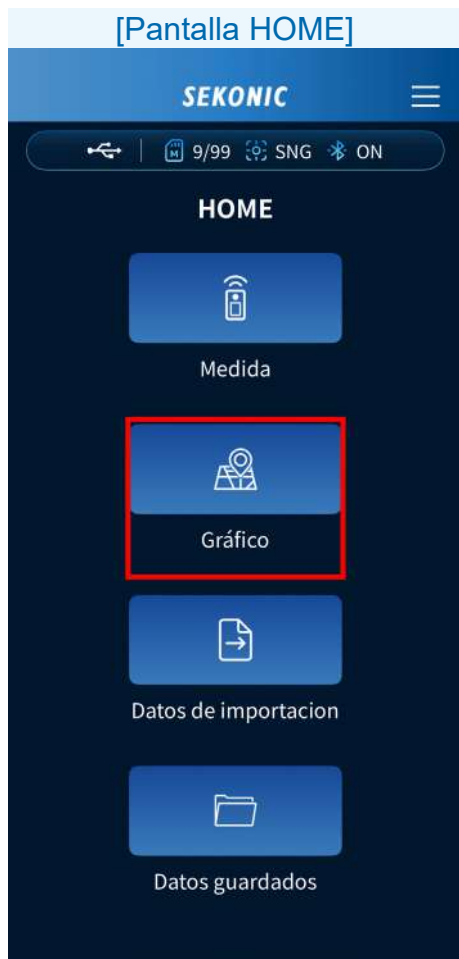 [Pantalla HOME]
SEKONIC
M 9/99 SNG ON
HOME
Medida
Gráfico
Datos de importacion
Datos guardados